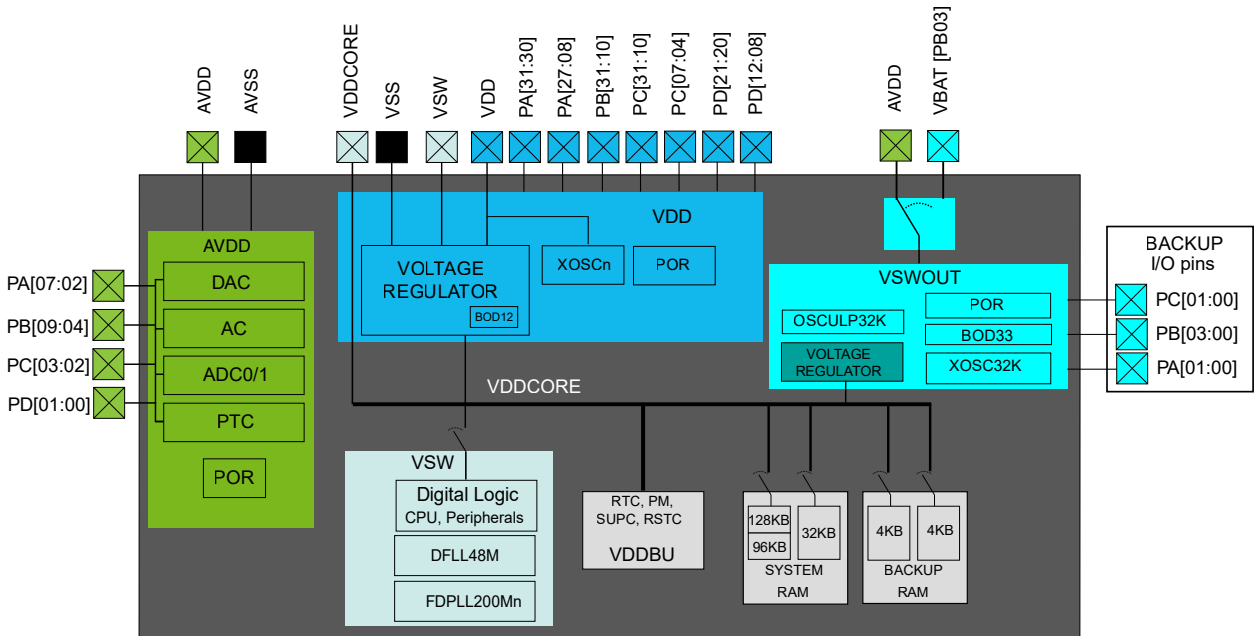 AVDD
AVSS
VDDCORE
VSS
VSW
VDD
PA[31:30]
PA[27:08]
PB[31:10]
PC[31:10]
PC[07:04]
PD[21:20]
PD[12:08]
AVDD
VBAT [PB03]
AVDD
DAC
AC
ADC0/1
PTC
POR
PA[07:02]
PB[09:04]
PC[03:02]
PD[01:00]
VDD
VOLTAGE
REGULATOR
BOD12
XOSCn
POR
VSWOUT
OSCULP32K
VOLTAGE
REGULATOR
POR
BOD33
XOSC32K
BACKUP
I/O pins
PC[01:00]
PB[03:00]
PA[01:00]
VDDCORE
VSW
Digital Logic
CPU, Peripherals
DFLL48M
FDPLL200Mn
RTC, PM,
SUPC, RSTC
VDDBU
128KB
96KB
32KB
SYSTEM
RAM
4KB
4KB
BACKUP
RAM